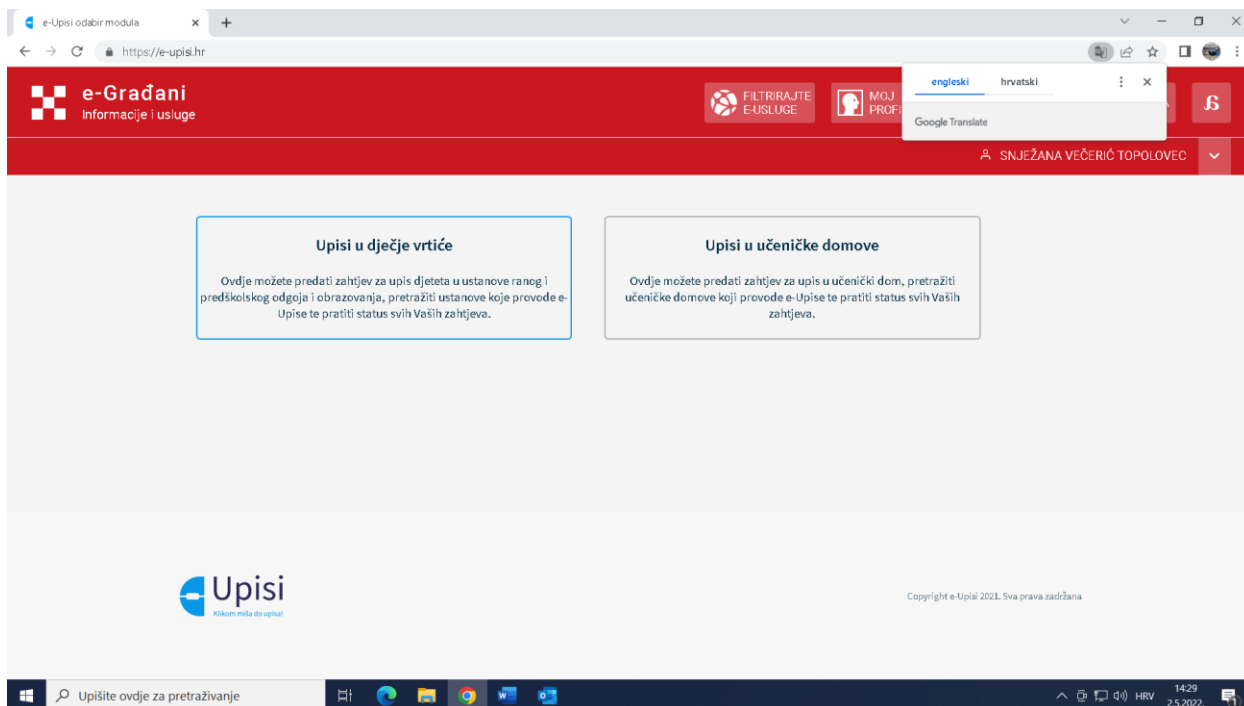 e-Upisi odabir modula
https://e-upisi.hr
engleski hrvatski
Google Translate
e-Građani
Informacije i usluge
FILTRIRAJTE
E-USLUGE
MOJ
SNJEŽANA VEČERIĆ TOPOLOVEC
Upisi u dječje vrtiće
Ovdje možete predati zahtjev za upis djeteta u ustanove ranog i
predškolskog odgoja i obrazovanja, pretražiti ustanove koje provode e-
Upise te pratiti status svih Vaših zahtjeva.
Upisi u učeničke domove
Ovdje možete predati zahtjev za upis u učenički dom, pretražiti
učeničke domove koji provode e-Upise te pratiti status svih Vaših
zahtjeva.
Upisi
Klikom miša do upisa!
Copyright e-Upisi 2021. Sva prava zadržana
Upišite ovdje za pretraživanje
HRV
14:29
2.5.2022.